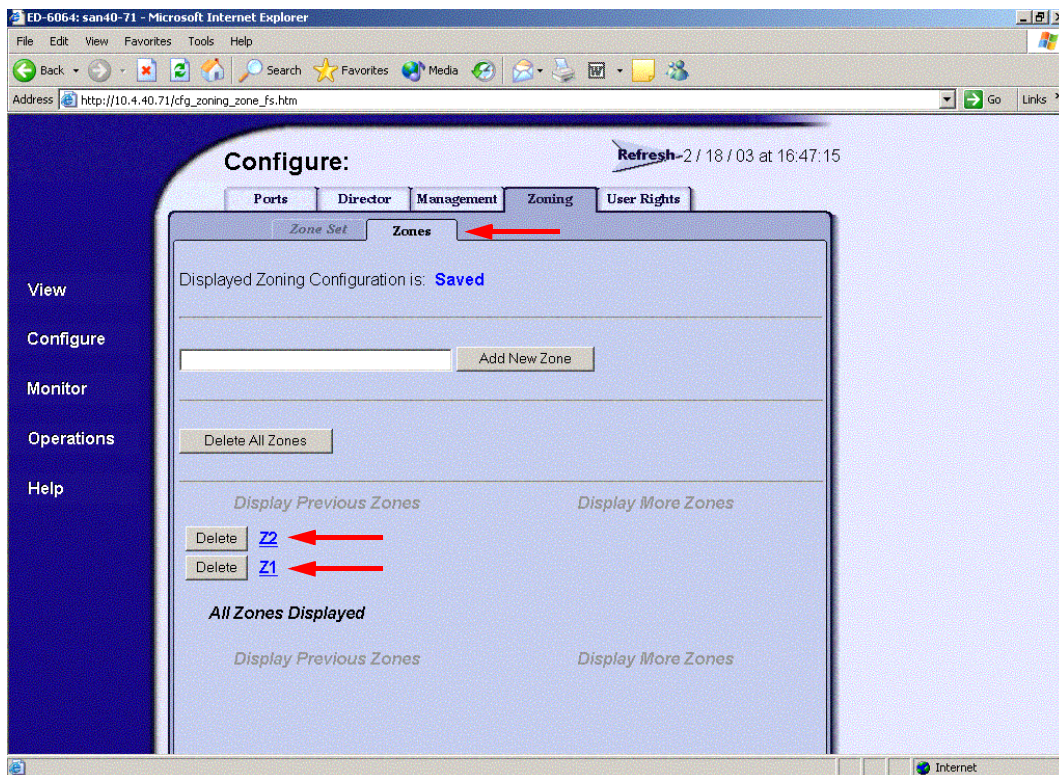 ED-6064: san40-71 - Microsoft Internet Explorer
File Edit View Favorites Tools Help
Back Search Favorites Media
Address http://10.4.40.71/cfg_zoning_zone_fs.htm Go Links
Configure: Refresh-2 / 18 / 03 at 16:47:15
Ports Director Management Zoning User Rights
Zone Set Zones
Displayed Zoning Configuration is: Saved
View
Configure
Add New Zone
Monitor
Operations
Delete All Zones
Help
Display Previous Zones Display More Zones
Delete Z2
Delete Z1
All Zones Displayed
Display Previous Zones Display More Zones
Internet